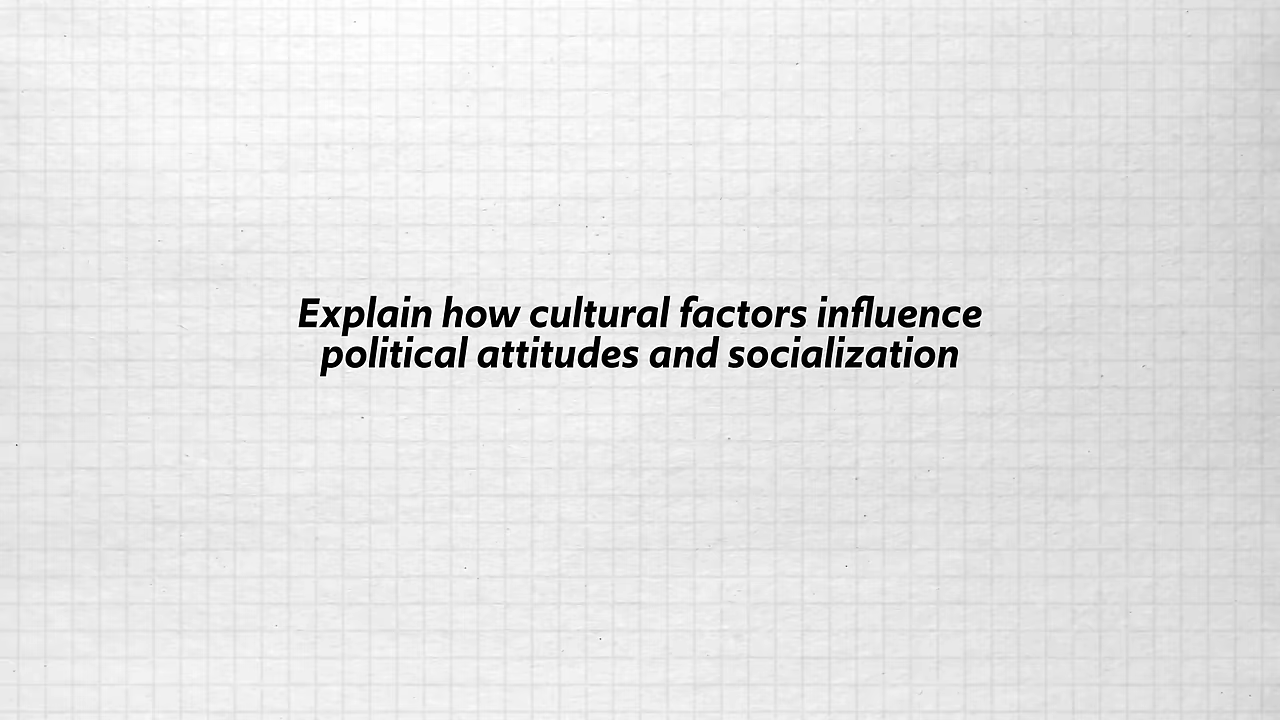 Explain how cultural factors influence
political attitudes and socialization